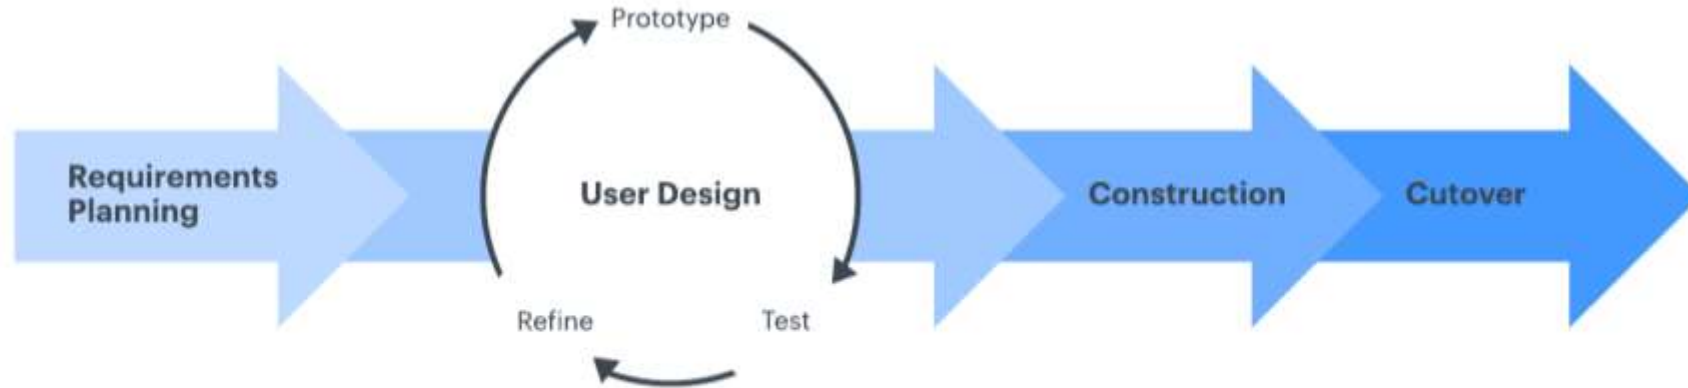 Prototype
Requirements
Planning
User Design
Construction
Cutover
Refine
Test